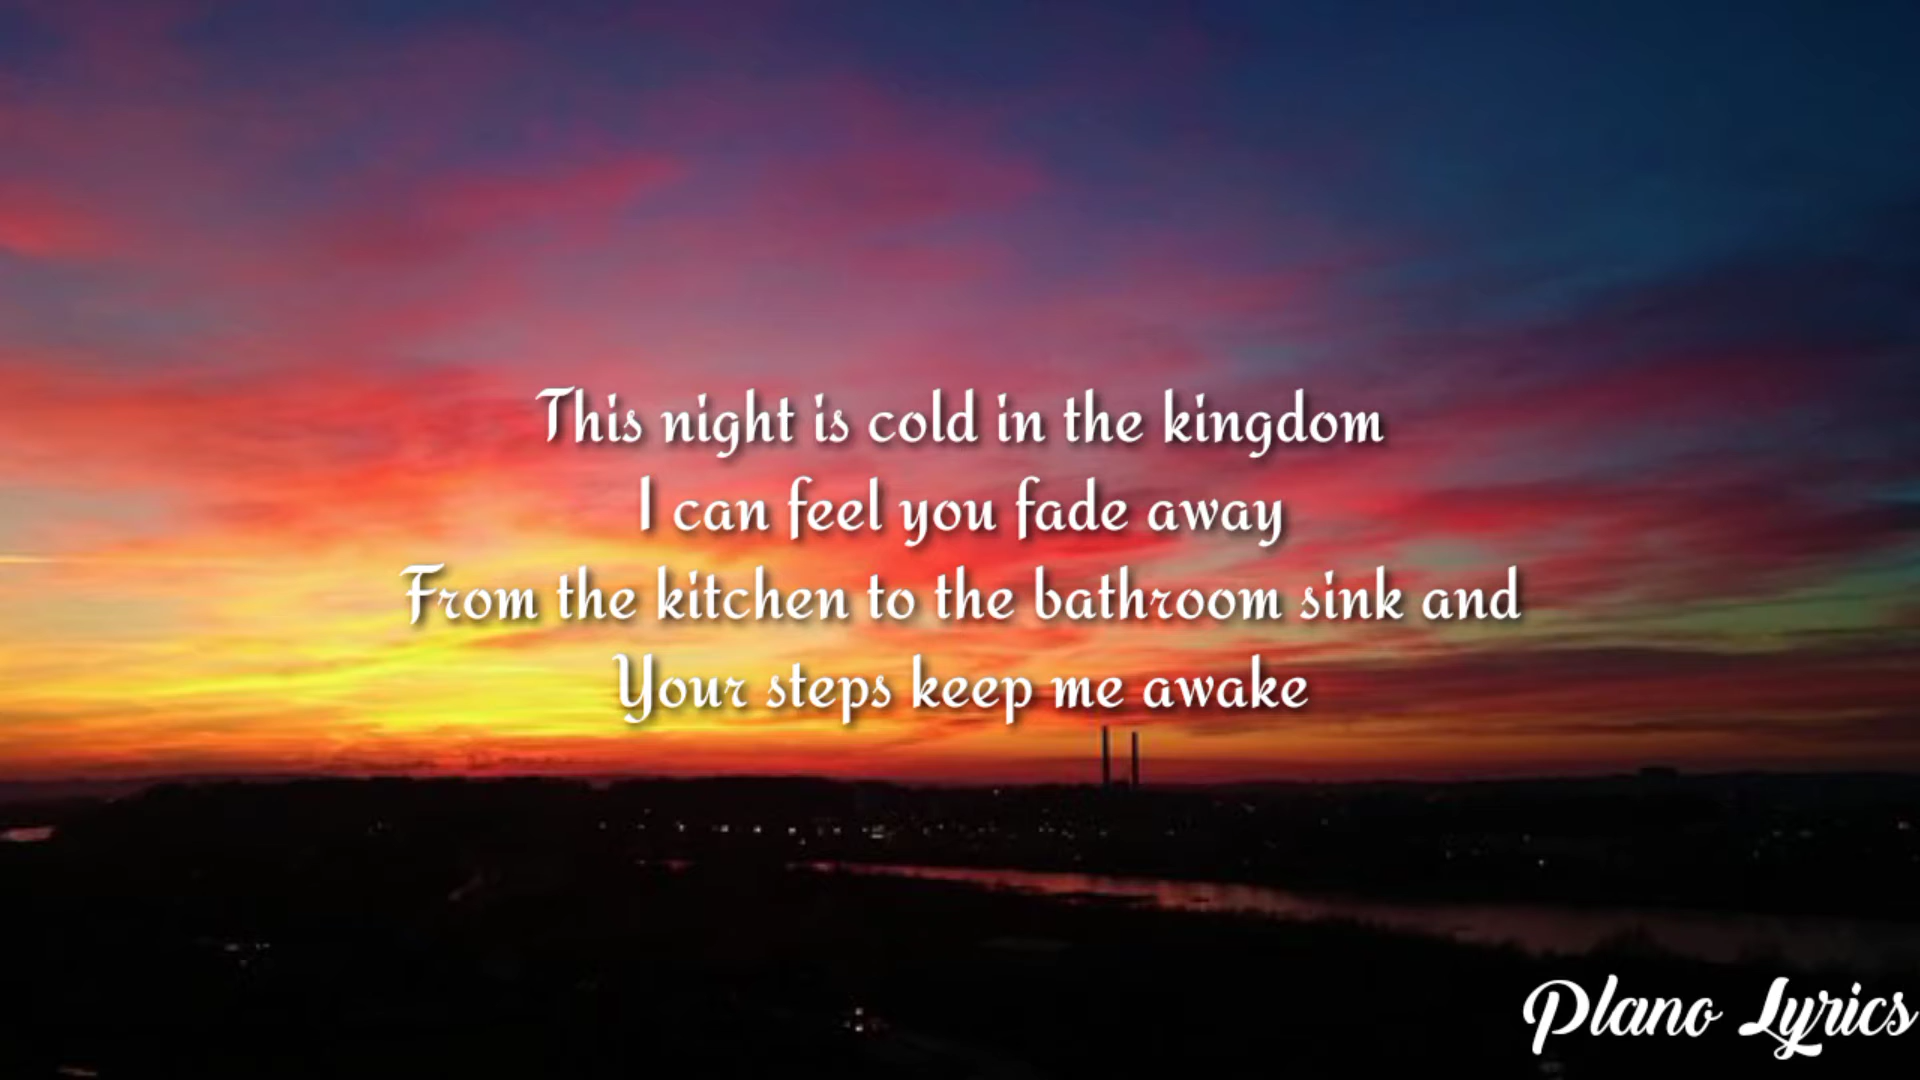 This night is cold in the kingdom
I can feel you fade away
From the kitchen to the bathroom sink and
Your steps keep me awake
Plano Lyrics